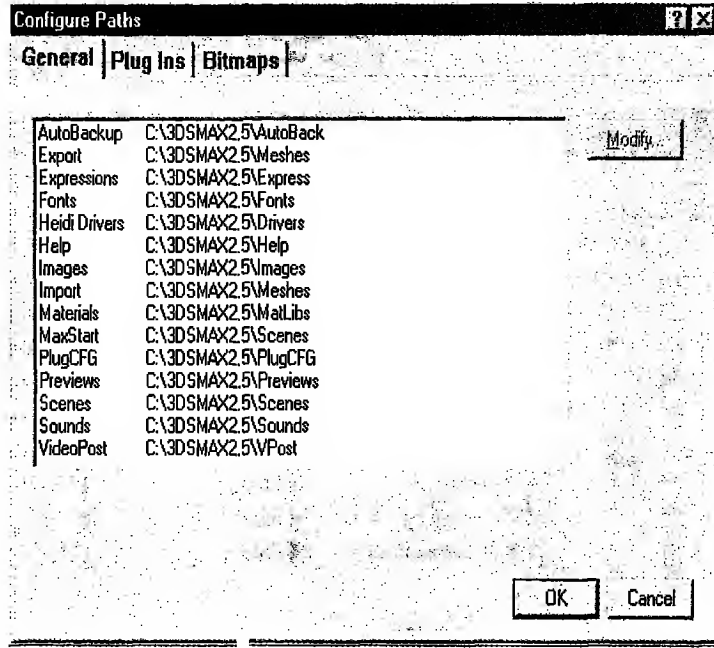 Configure Paths
General Plug Ins Bitmaps
AutoBackup C:\3DSMAX2.5\AutoBack
Export C:\3DSMAX2.5\Meshes
Expressions C:\3DSMAX2.5\Express
Fonts C:\3DSMAX2.5\Fonts
Heidi Drivers C:\3DSMAX2.5\Drivers
Help C:\3DSMAX2.5\Help
Images C:\3DSMAX2.5\Images
Import C:\3DSMAX2.5\Meshes
Materials C:\3DSMAX2.5\MatLibs
MaxStart C:\3DSMAX2.5\Scenes
PlugCFG C:\3DSMAX2.5\PlugCFG
Previews C:\3DSMAX2.5\Previews
Scenes C:\3DSMAX2.5\Scenes
Sounds C:\3DSMAX2.5\Sounds
VideoPost C:\3DSMAX2.5\VPost
Modify...
OK Cancel